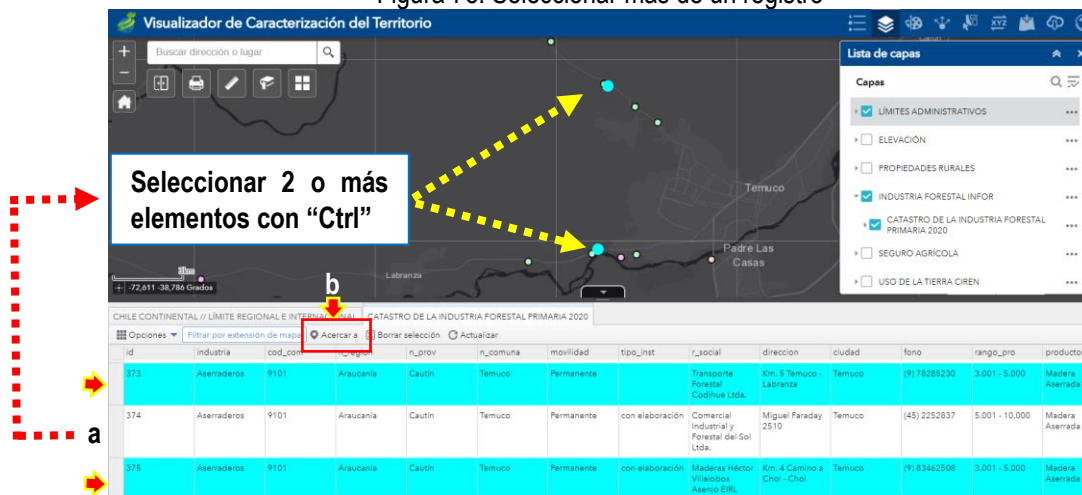 Figura 73. Seleccionar más de un registro
Visualizador de Caracterización del Territorio
Buscar dirección o lugar
Lista de capas
Capas
LÍMITES ADMINISTRATIVOS
ELEVACIÓN
PROPIEDADES RURALES
INDUSTRIA FORESTAL INFOR
CATASTRO DE LA INDUSTRIA FORESTAL
PRIMARIA 2020
SEGURO AGRÍCOLA
USO DE LA TIERRA CIREN
Seleccionar 2 o más
elementos con “Ctrl”
Temuco
Padre Las
Casas
Labranza
3km
-72,611 -38,786 Grados
b
CHILE CONTINENTAL // LÍMITE REGIONAL E INTERNACIONAL CATASTRO DE LA INDUSTRIA FORESTAL PRIMARIA 2020
Opciones Filtrar por extensión de mapa Acercar a Borrar selección Actualizar
id industria cod_com n_region n_prov n_comuna movilidad tipo_inst r_social direccion ciudad fono rango_pro producto
373 Aserraderos 9101 Araucanía Cautín Temuco Permanente Transporte Forestal Codihue Ltda. Km. 5 Temuco - Labranza Temuco (9) 78285230 3.001 - 5.000 Madera Aserrada
a
374 Aserraderos 9101 Araucanía Cautín Temuco Permanente con elaboración Comercial Industrial y Forestal del Sol Ltda. Miguel Faraday 2510 Temuco (45) 2252837 5.001 - 10.000 Madera Aserrada
375 Aserraderos 9101 Araucanía Cautín Temuco Permanente con elaboración Maderas Héctor Villalobos Asenjo EIRL Km. 4 Camino a Chol - Chol Temuco (9) 83462508 3.001 - 5.000 Madera Aserrada